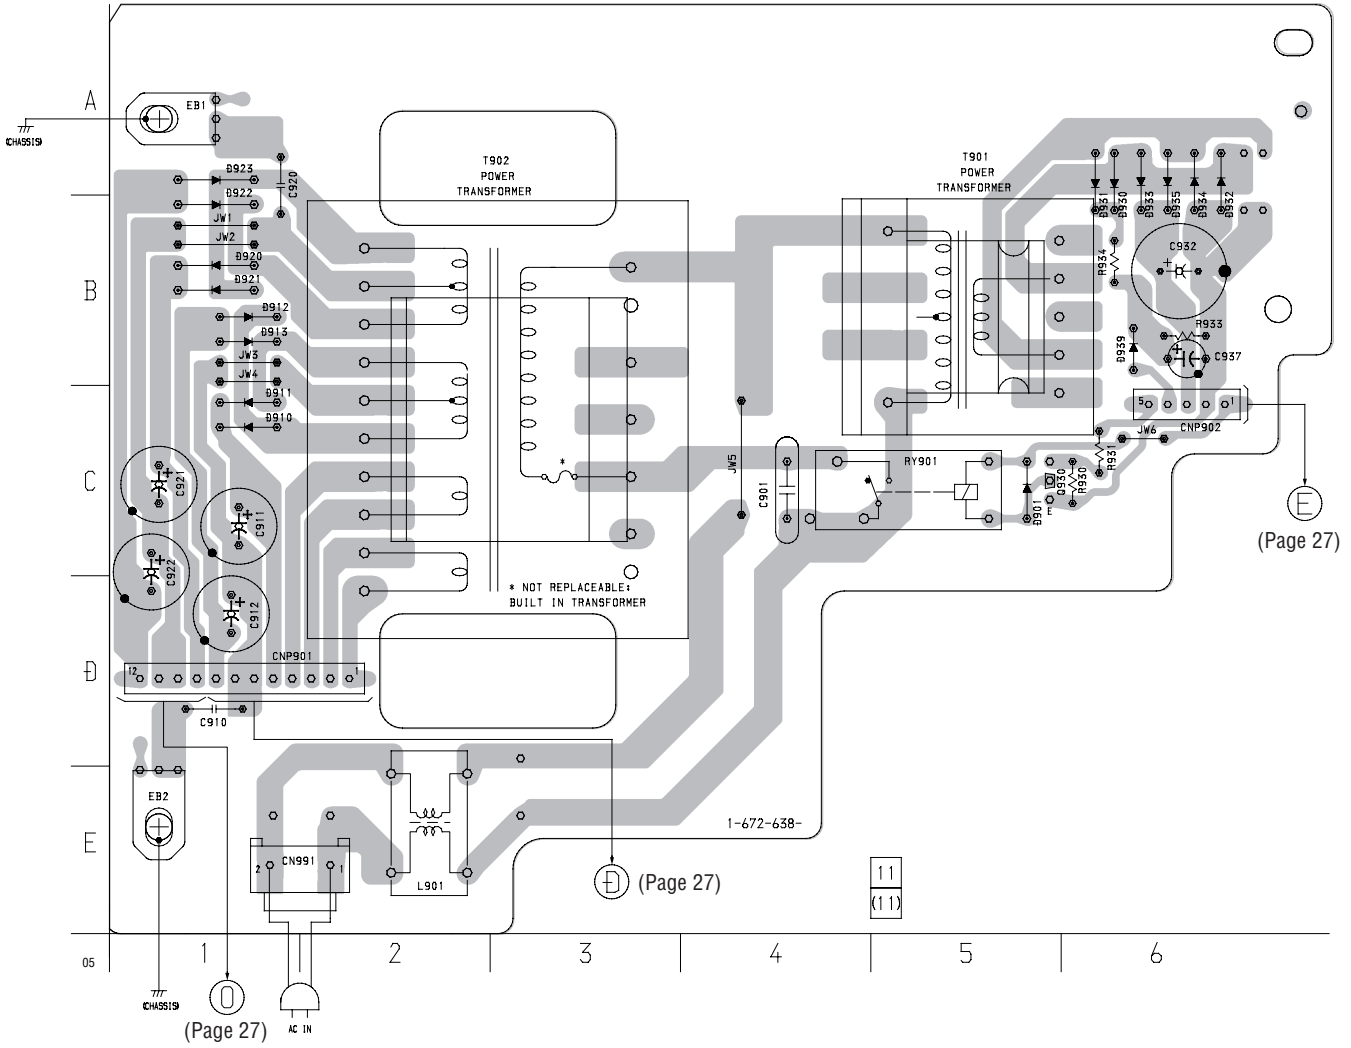 A
(CHASSIS)
EB1
D923
D922
C920
JW1
JW2
D920
D921
B
D912
D913
JW3
JW4
D911
D910
T902
POWER
TRANSFORMER
T901
POWER
TRANSFORMER
D931
D930
D933
D935
D934
D932
R934
C932
R933
D939
C937
5
1
CNP902
JW6
R931
C
C921
C911
C922
C912
*
JW5
C901
RY901
D901
Q930
E
R930
E
(Page 27)
* NOT REPLACEABLE:
BUILT IN TRANSFORMER
D
CNP901
12
1
C910
E
EB2
2
CN991
1
L901
D
(Page 27)
1-672-638-
11
(11)
05
1
2
3
4
5
6
(CHASSIS)
O
(Page 27)
AC IN